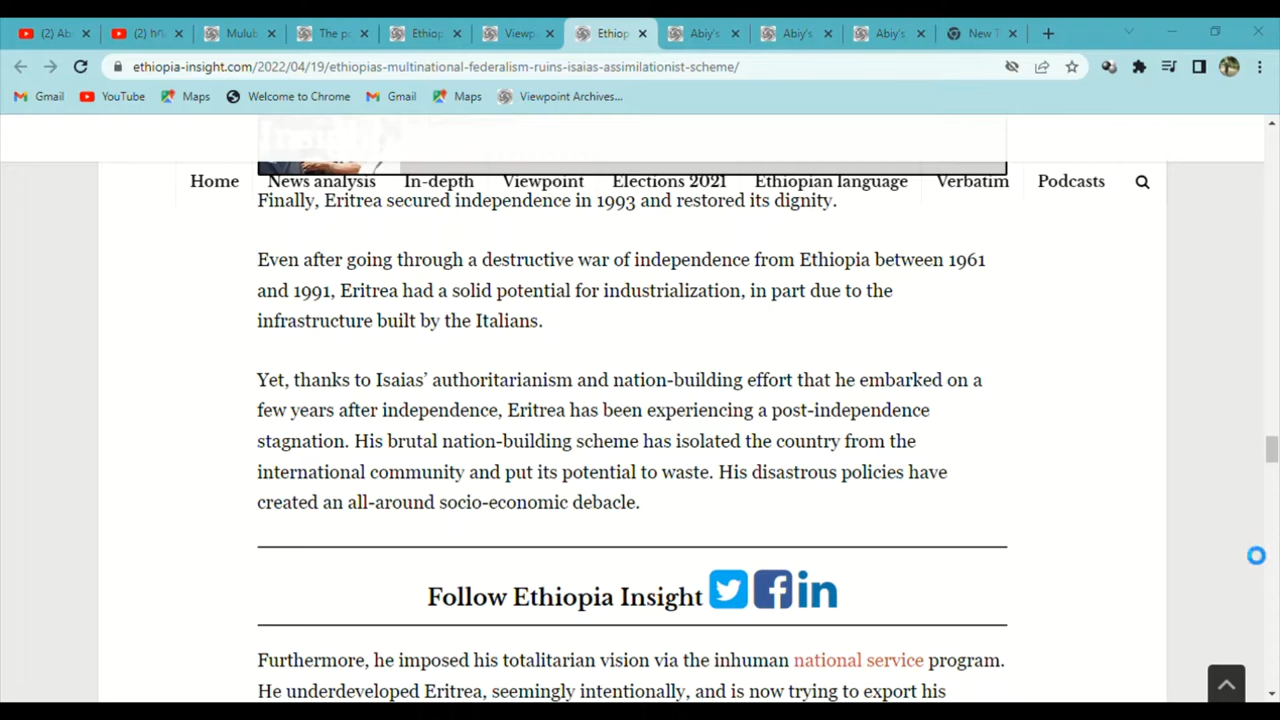 (2) Ab
(2) ከ
Mulub
The po
Ethiop
Viewp
Ethiop
Abiy's
Abiy's
Abiy's
New T
ethiopia-insight.com/2022/04/19/ethiopias-multinational-federalism-ruins-isaias-assimilationist-scheme/
Gmail
YouTube
Maps
Welcome to Chrome
Gmail
Maps
Viewpoint Archives...
Insight
Home
News analysis
In-depth
Viewpoint
Elections 2021
Ethiopian language
Verbatim
Podcasts
Finally, Eritrea secured independence in 1993 and restored its dignity.
Even after going through a destructive war of independence from Ethiopia between 1961
and 1991, Eritrea had a solid potential for industrialization, in part due to the
infrastructure built by the Italians.
Yet, thanks to Isaias’ authoritarianism and nation-building effort that he embarked on a
few years after independence, Eritrea has been experiencing a post-independence
stagnation. His brutal nation-building scheme has isolated the country from the
international community and put its potential to waste. His disastrous policies have
created an all-around socio-economic debacle.
Follow Ethiopia Insight
Furthermore, he imposed his totalitarian vision via the inhuman national service program.
He underdeveloped Eritrea, seemingly intentionally, and is now trying to export his